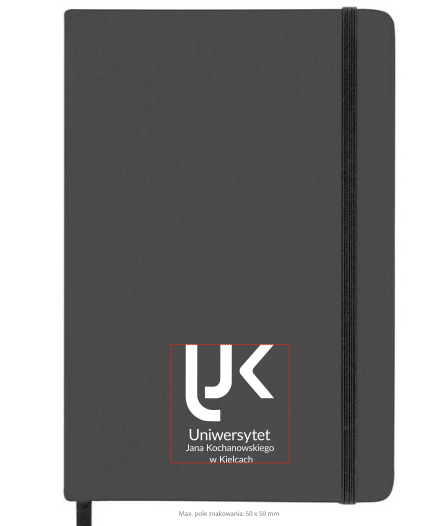 UJK
Uniwersytet
Jana Kochanowskiego
w Kielcach
Max. pole znakowania: 50 x 50 mm